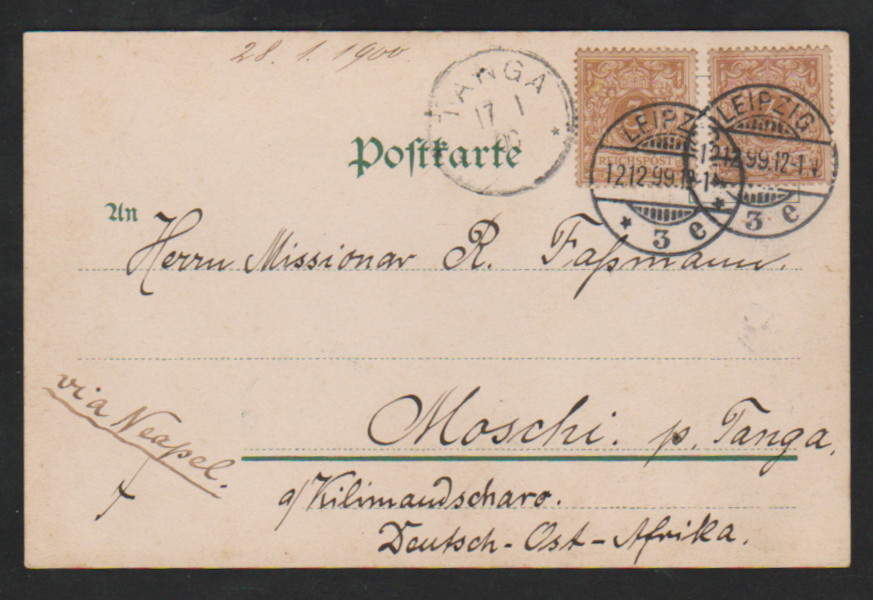 28. 1. 1900
TANGA
17 1
Postkarte
REICHSPOST
LEIPZIG
12.12.99.12-1 N.
3 e
LEIPZIG
12.12.99.12-1 N.
3 e
An
Herrn Missionar R. Faßmann.
via Neapel.
Moschi. p. Tanga.
a/Kilimandscharo.
Deutsch-Ost-Afrika.